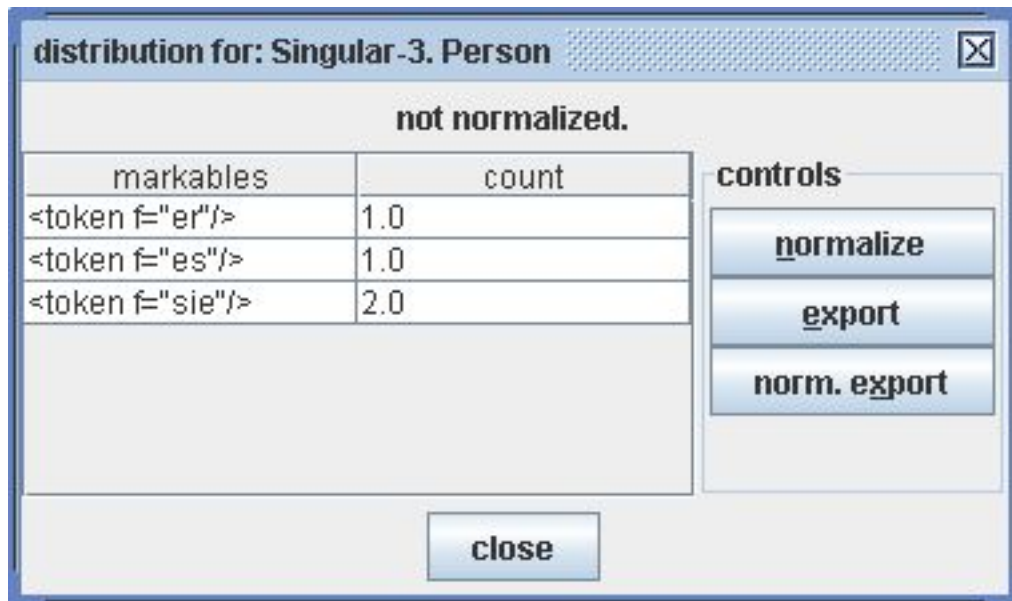 distribution for: Singular-3. Person
not normalized.
markables count
<token f="er"/> 1.0
<token f="es"/> 1.0
<token f="sie"/> 2.0
controls
normalize
export
norm. export
close